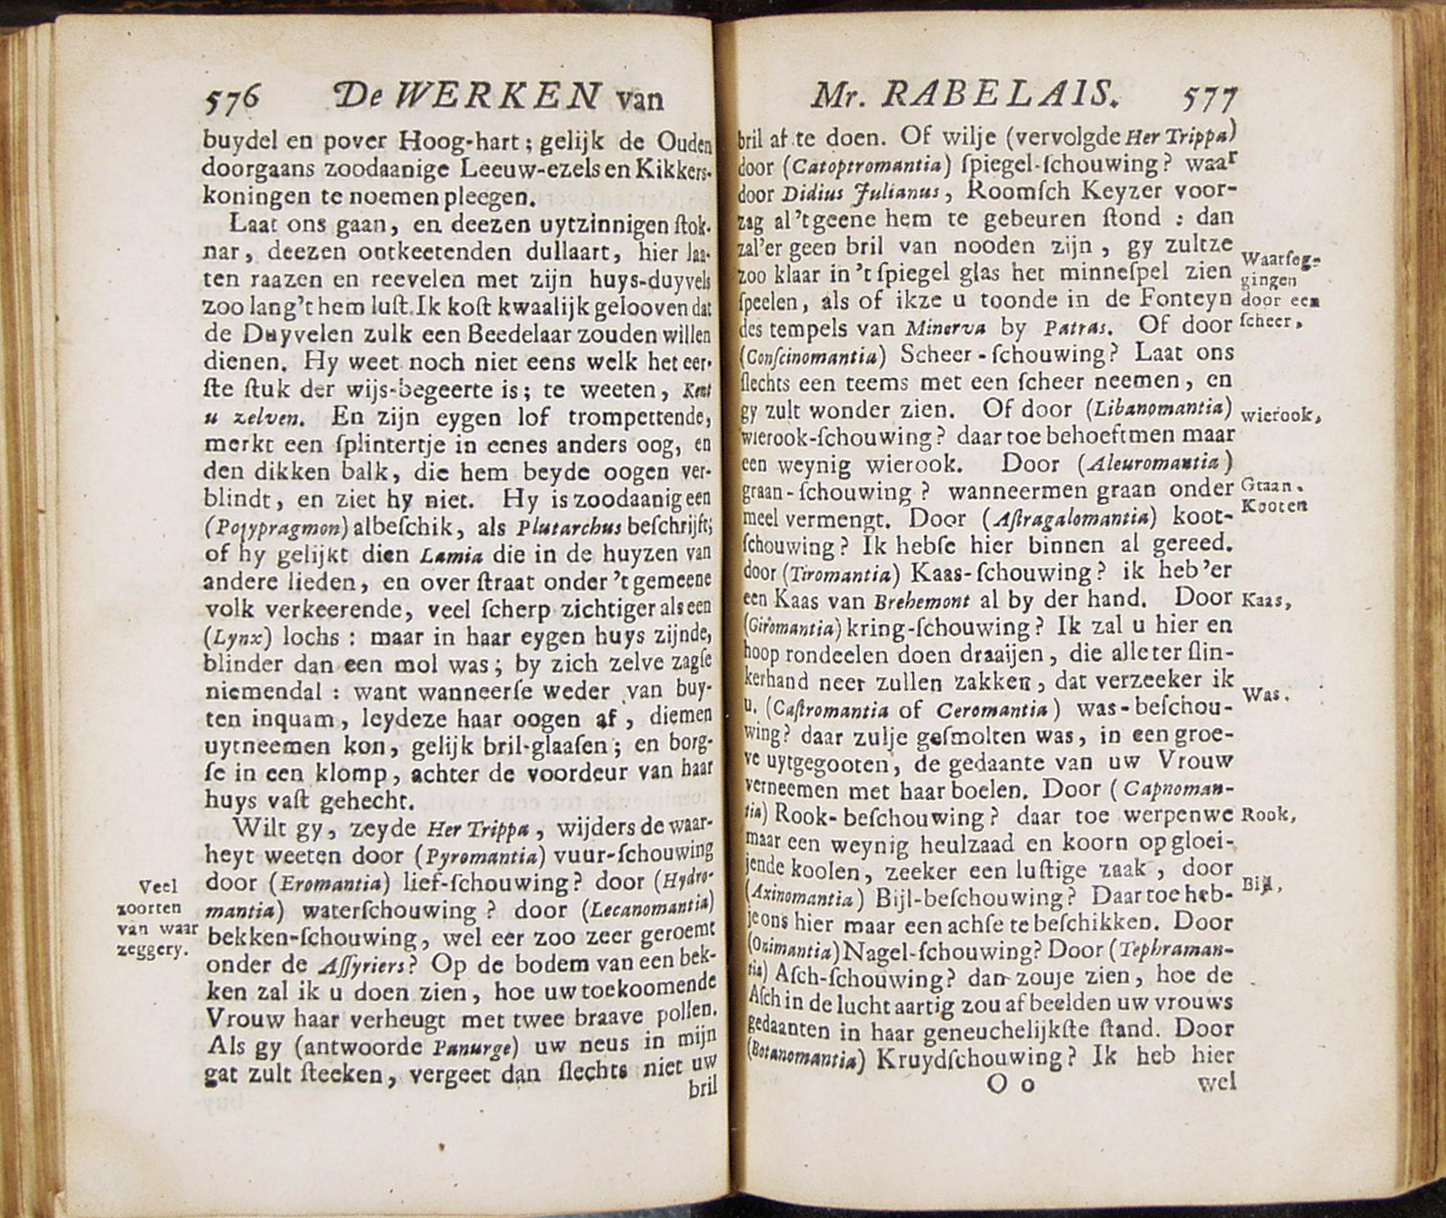 576 De WERKEN van
buydel en pover Hoog-hart; gelijk de Ouden
doorgaans zoodaanige Leeuw-ezels en Kikkers-
koningen te noemen pleegen.
Laat ons gaan, en deezen uytzinnigen ſtok-
nar, deezen ootkeetenden dullaart, hier laa-
ten raazen en reevelen met zijn huys-duyvels
zoo lang't hem luſt. Ik koſt kwaalijk gelooven dat
de Duyvelen zulk een Beedelaar zouden willen
dienen. Hy weet noch niet eens welk het eer-
ſte ſtuk der wijs-begeerte is; te weeten, Kent
u zelven. En zijn eygen lof trompettende,
merkt een ſplintertje in eenes anders oog, en
den dikken balk, die hem beyde oogen ver-
blindt, en ziet hy niet. Hy is zoodaanig een
(Polypragmon) albeſchik, als Plutarchus beſchrijft;
of hy gelijkt dien Lamia die in de huyzen van
andere lieden, en over ſtraat onder 't gemeene
volk verkeerende, veel ſcherp zichtiger als een
(Lynx) lochs : maar in haar eygen huys zijnde,
blinder dan een mol was; by zich zelve zagſe
niemendal : want wanneerſe weder van buy-
ten inquam, leydeze haar oogen af, diemen
uytneemen kon, gelijk bril-glaaſen; en borg-
ſe in een klomp, achter de voordeur van haar
huys vaſt gehecht.
Wilt gy, zeyde Her Trippa, wijders de waar-
heyt weeten door (Pyromantia) vuur-ſchouwing
door (Eromantia) lief-ſchouwing? door (Hydro-
mantia) waterſchouwing ? door (Lecanomantia)
bekken-ſchouwing, wel eer zoo zeer geroemt
onder de Aſſyriers? Op de bodem van een bek-
ken zal ik u doen zien, hoe uw toekoomende
Vrouw haar verheugt met twee braave pollen.
Als gy (antwoorde Panurge) uw neus in mijn
gat zult ſteeken, vergeet dan ſlechts niet uw
bril
Veel
zoorten
van waar
zeggery.
Mr. RABELAIS. 577
bril af te doen. Of wilje (vervolgde Her Trippa)
door (Catoptromantia) ſpiegel-ſchouwing? waar
door Didius Julianus, Roomſch Keyzer voor-
zag al 't geene hem te gebeuren ſtond : dan
zal'er geen bril van nooden zijn, gy zultze
zoo klaar in 't ſpiegel glas het minneſpel zien
ſpeelen, als of ikze u toonde in de Fonteyn
des tempels van Minerva by Patras. Of door
(Conſcinomantia) Scheer-ſchouwing? Laat ons
ſlechts een teems met een ſcheer neemen, en
gy zult wonder zien. Of door (Libanomantia)
wierook-ſchouwing? daar toe behoeftmen maar
een weynig wierook. Door (Aleuromantia)
graan-ſchouwing ? wanneermen graan onder
meel vermengt. Door (Aſtragalomantia) koot-
ſchouwing? Ik hebſe hier binnen al gereed.
door (Tiromantia) Kaas-ſchouwing? ik heb 'er
een Kaas van Brehemont al by der hand. Door
(Giromantia) kring-ſchouwing? Ik zal u hier en
hoop rondeelen doen draaijen, die alle ter ſlin-
kerhand neer zullen zakken, dat verzeeker ik
u. (Caſtromantia of Ceromantia) was-beſchou-
wing? daar zulje geſmolten was, in een groe-
ve uytgegooten, de gedaante van uw Vrouw
verneemen met haar boelen. Door (Capnoman-
tia) Rook-beſchouwing? daar toe werpenwe
maar een weynig heulzaad en koorn op gloei-
jende koolen, zeeker een luſtige zaak, door
(Axinomantia) Bijl-beſchouwing? Daar toe heb-
je ons hier maar een achſe te beſchikken. Door
(Onimantia) Nagel-ſchouwing? Door (Tephraman-
tia) Aſch-ſchouwing? dan zouje zien, hoe de
Aſch in de lucht aartig zou afbeelden uw vrouws
gedaanten in haar geneuchelijkſte ſtand. Door
(Botanomantia) Kruydſchouwing? Ik heb hier
O o wel
Waarſeg-
gingen
door een
ſcheer,
wierook,
Graan.
Kooten
Kaas,
Was.
Rook,
Bijl,